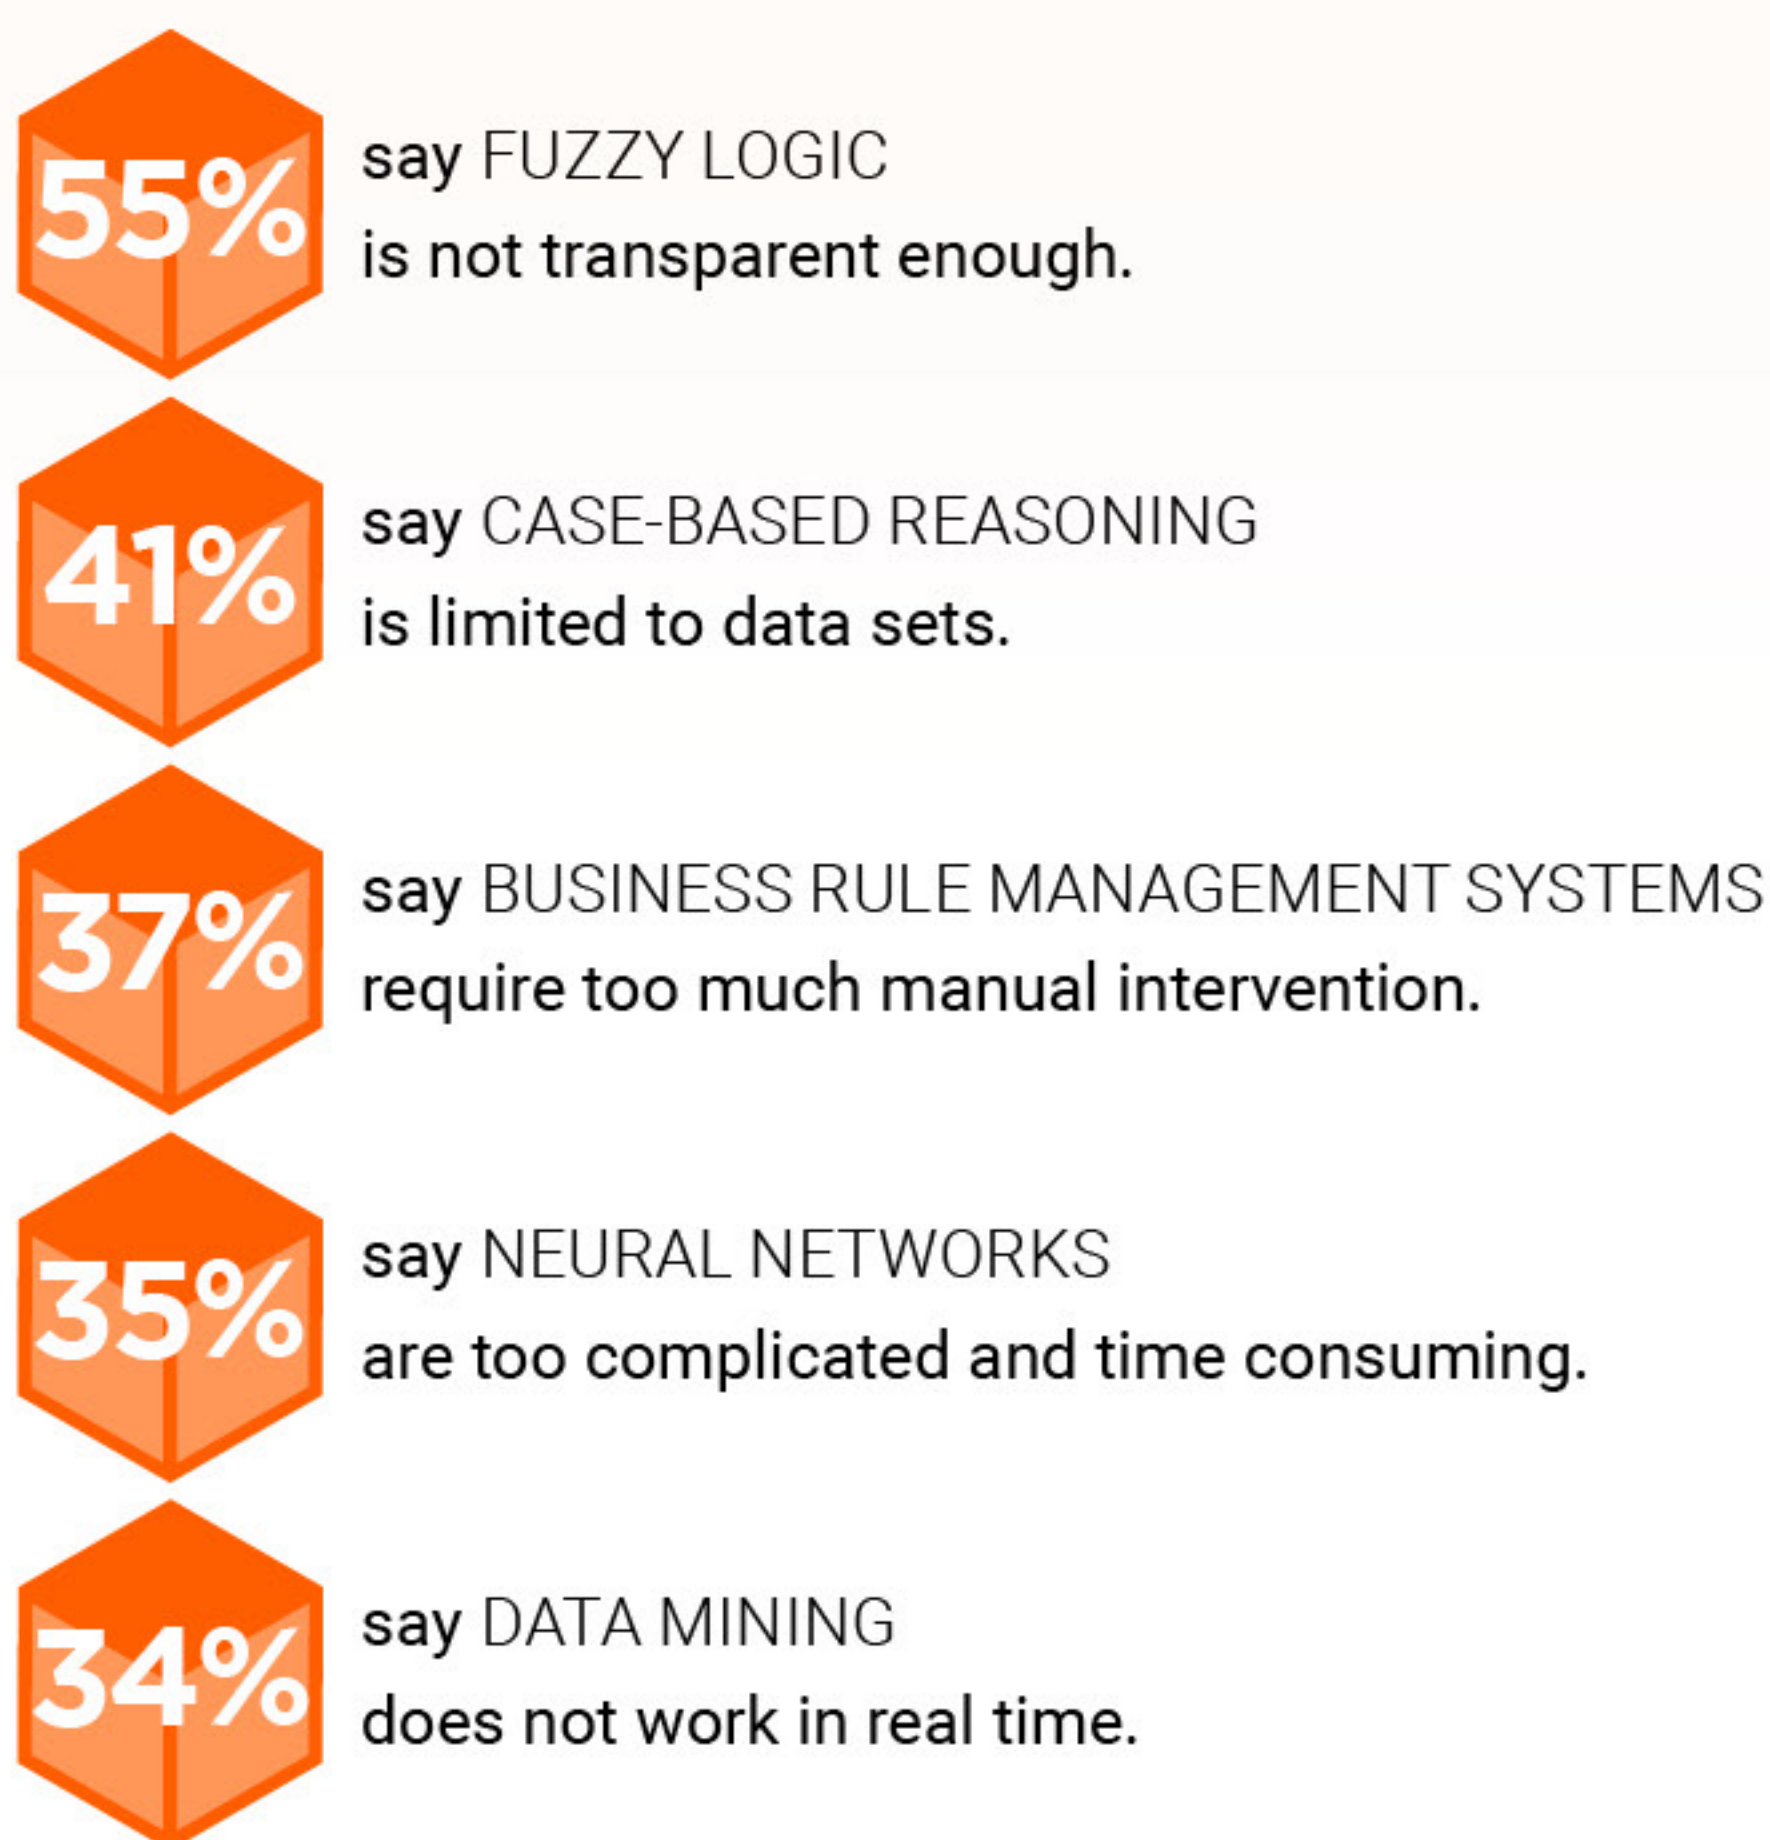 55%
say FUZZY LOGIC
is not transparent enough.
41%
say CASE-BASED REASONING
is limited to data sets.
37%
say BUSINESS RULE MANAGEMENT SYSTEMS
require too much manual intervention.
35%
say NEURAL NETWORKS
are too complicated and time consuming.
34%
say DATA MINING
does not work in real time.